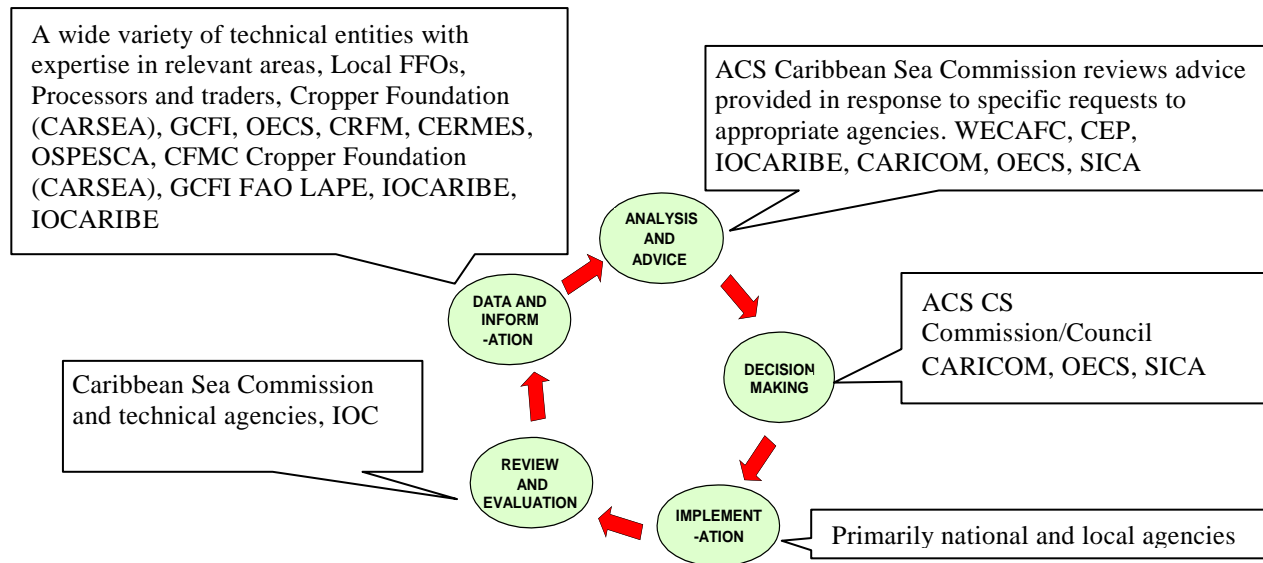 A wide variety of technical entities with
expertise in relevant areas, Local FFOs,
Processors and traders, Cropper Foundation
(CARSEA), GCFI, OECS, CRFM, CERMES,
OSPESCA, CFMC Cropper Foundation
(CARSEA), GCFI FAO LAPE, IOCARIBE,
IOCARIBE
ACS Caribbean Sea Commission reviews advice
provided in response to specific requests to
appropriate agencies. WECAFC, CEP,
IOCARIBE, CARICOM, OECS, SICA
ANALYSIS
AND
ADVICE
DATA AND
INFORM
-ATION
ACS CS
Commission/Council
CARICOM, OECS, SICA
DECISION
MAKING
Caribbean Sea Commission
and technical agencies, IOC
REVIEW
AND
EVALUATION
IMPLEMENT
-ATION
Primarily national and local agencies